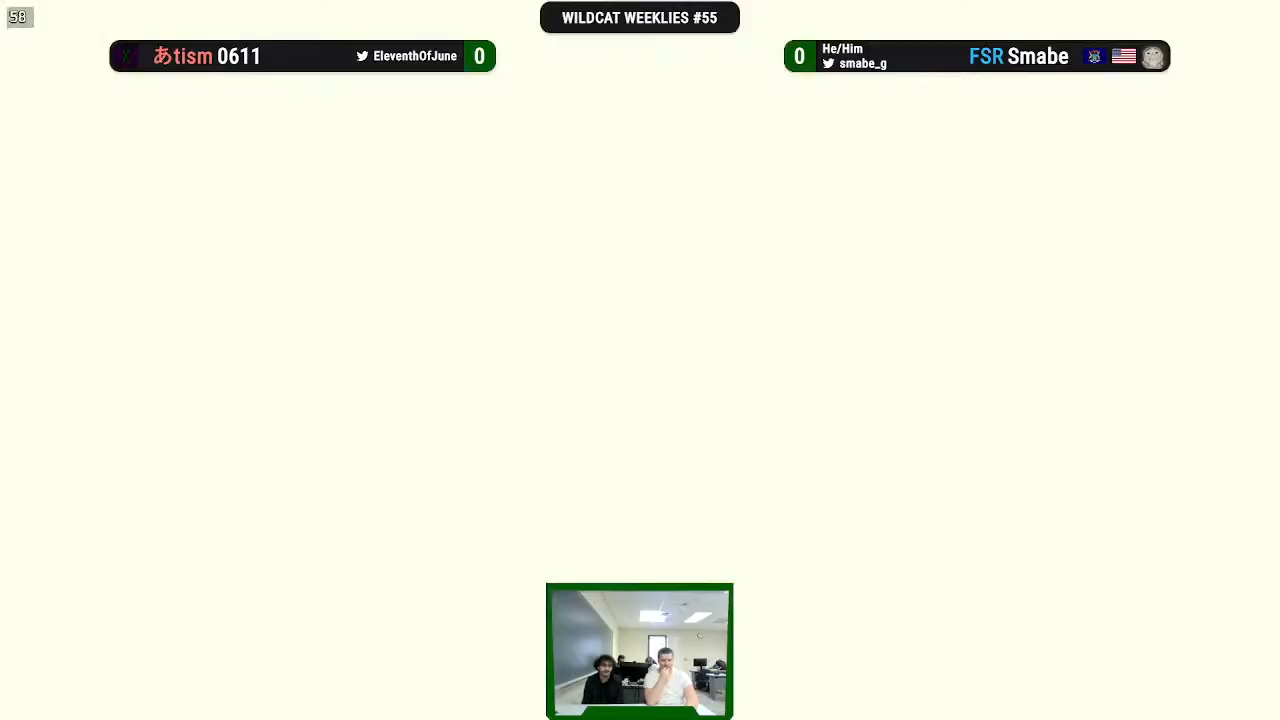 58
WILDCAT WEEKLIES #55
あtism 0611
EleventhOfJune
0
0
He/Him
smabe_g
FSR Smabe